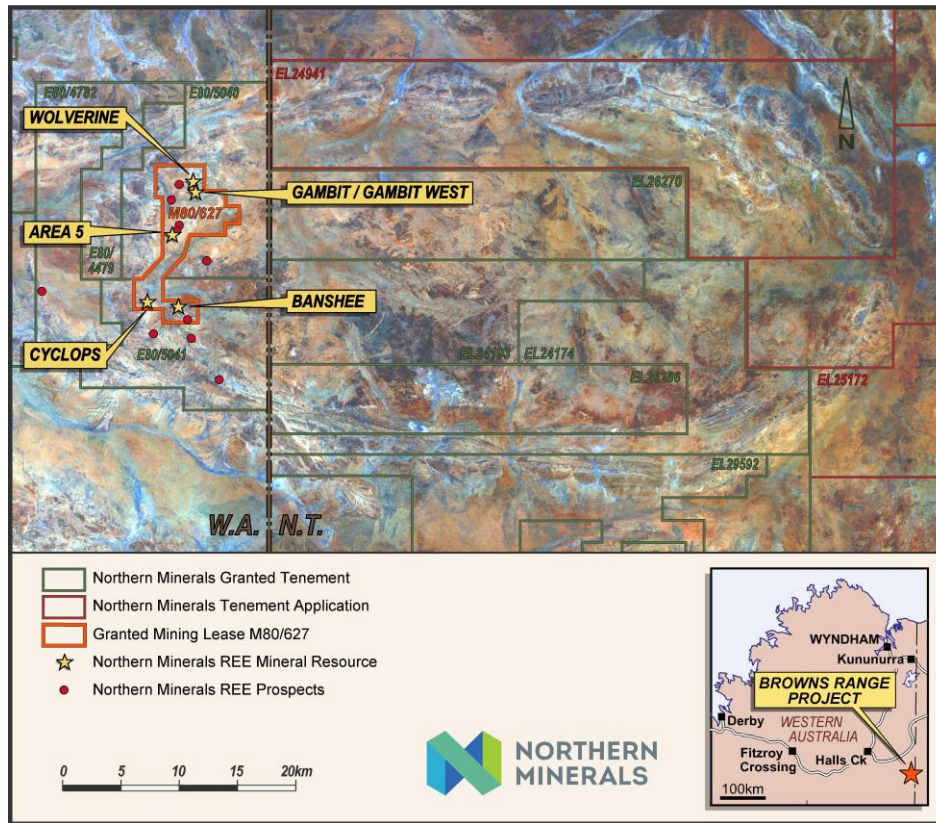 EL24941
E80/4782
E80/5040
WOLVERINE
N
GAMBIT / GAMBIT WEST
EL26270
M80/627
AREA 5
E80/
4479
BANSHEE
CYCLOPS
E80/5041
EL24193
EL24174
EL26286
EL25172
EL29592
W.A.
N.T.
Northern Minerals Granted Tenement
Northern Minerals Tenement Application
Granted Mining Lease M80/627
Northern Minerals REE Mineral Resource
Northern Minerals REE Prospects
0 5 10 15 20km
NORTHERN
MINERALS
WYNDHAM
Kununurra
BROWNS RANGE
PROJECT
Derby
WESTERN
AUSTRALIA
Fitzroy
Crossing
Halls Ck
100km